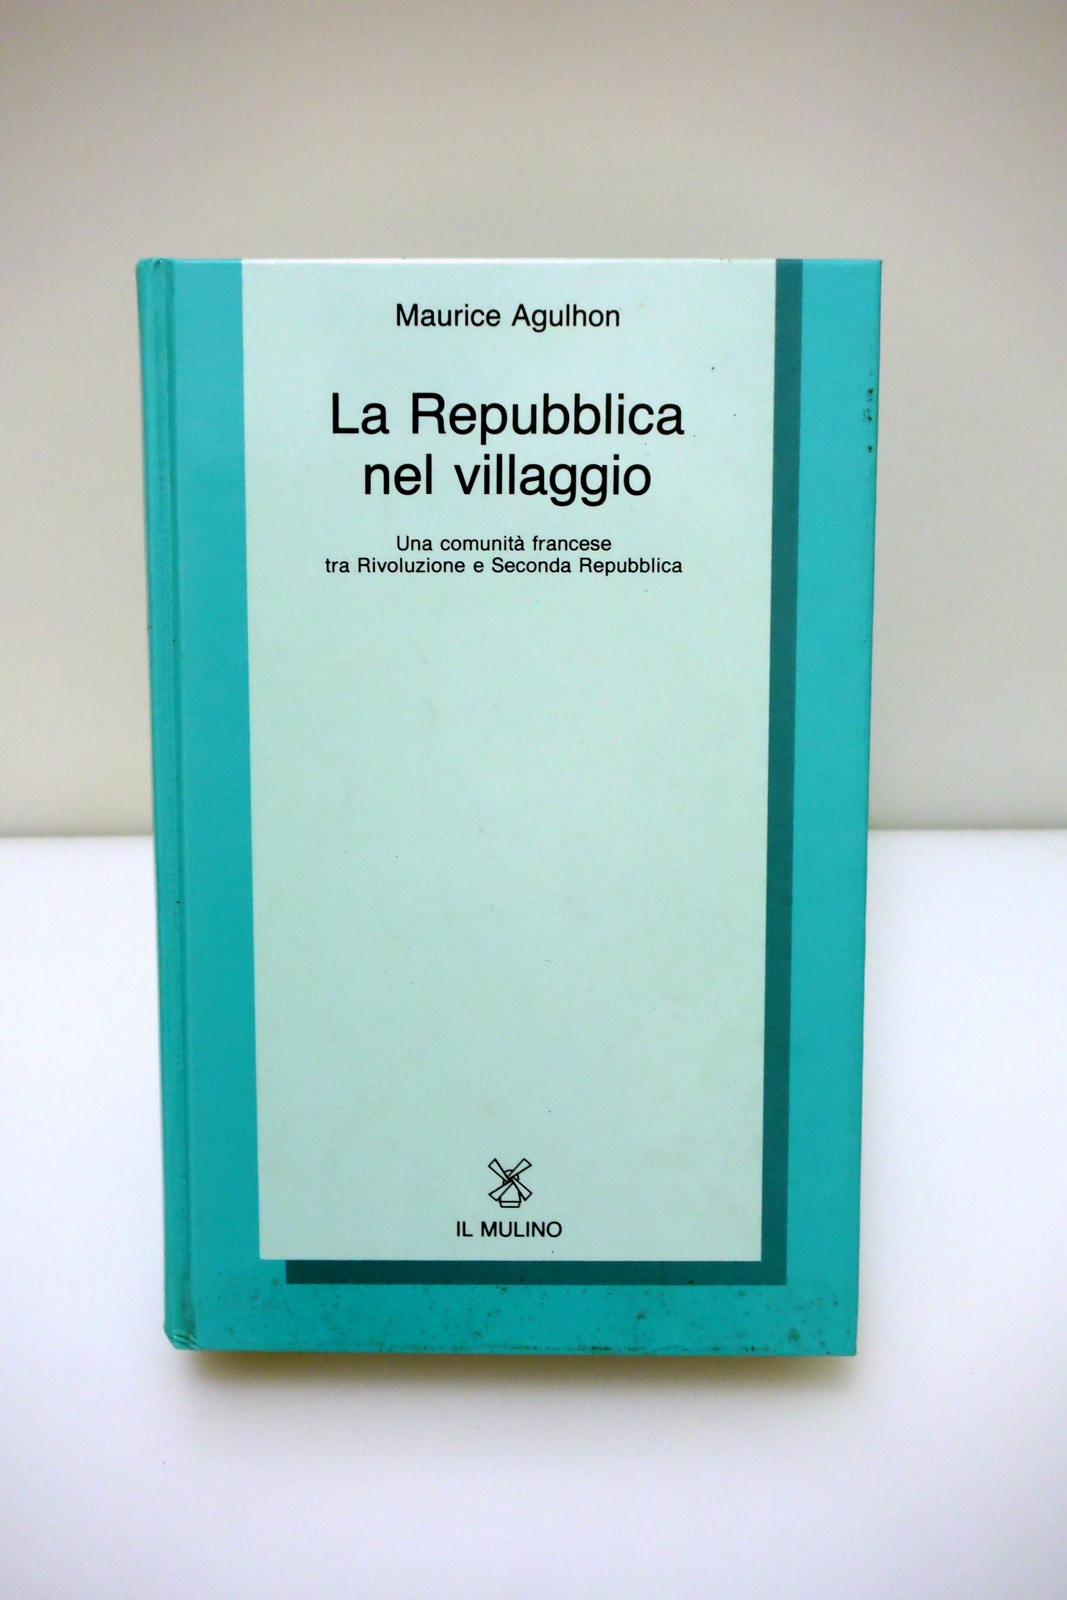 Maurice Agulhon
La Repubblica
nel villaggio
Una comunità francese
tra Rivoluzione e Seconda Repubblica
IL MULINO